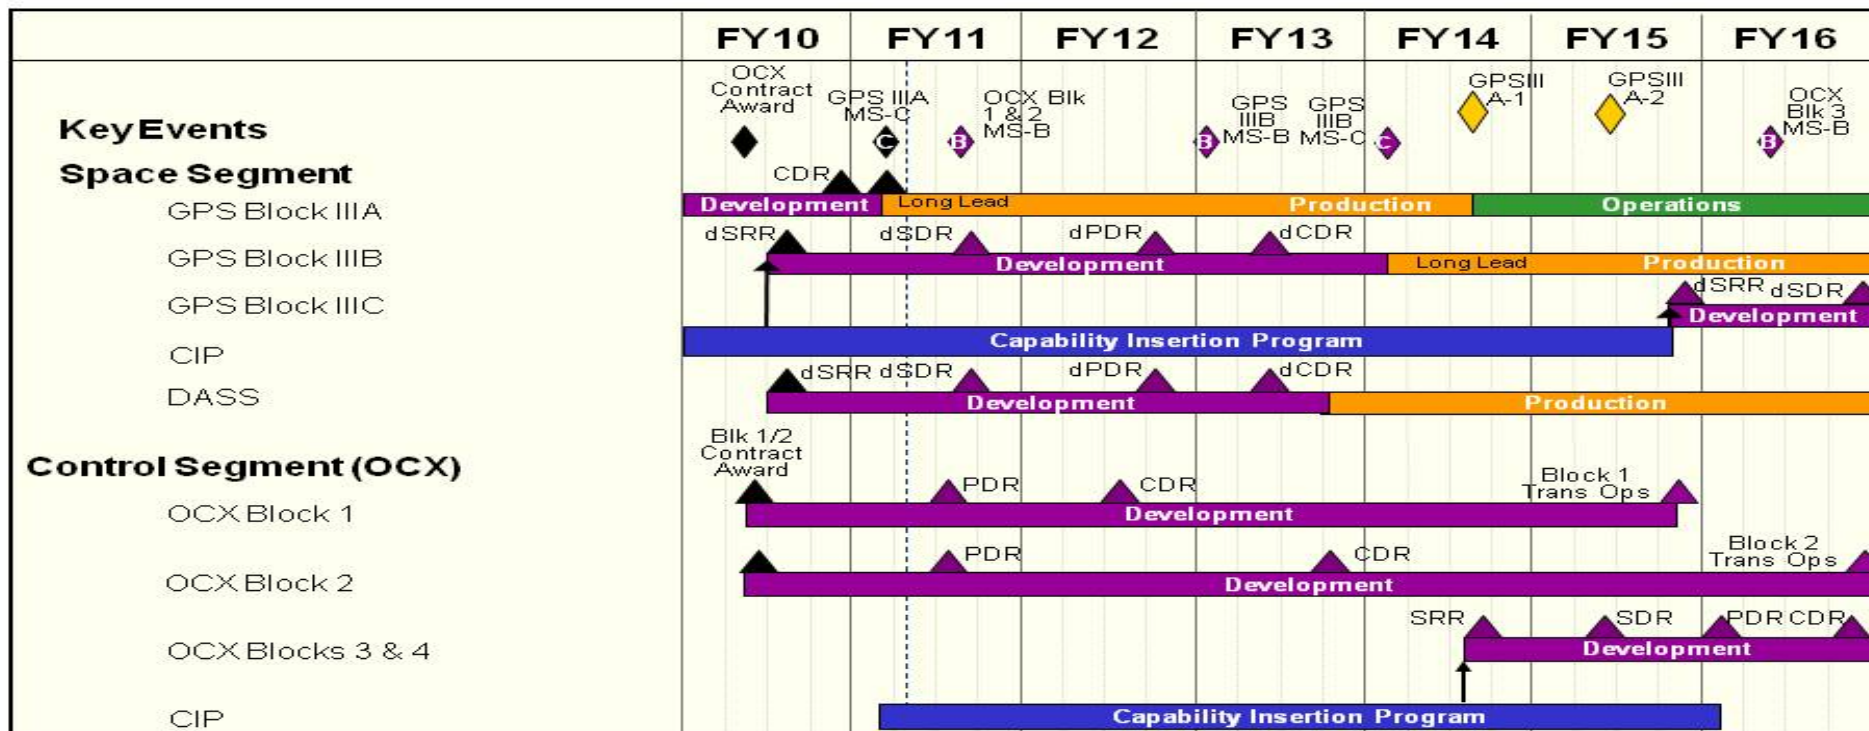 FY10 FY11 FY12 FY13 FY14 FY15 FY16
Key Events
OCX
Contract
Award
GPS IIIA
MS-C
C
OCX Blk
1 & 2
MS-B
B
GPS
IIIB
MS-B
B
GPS
IIIB
MS-C
C
GPSIII
A-1
GPSIII
A-2
OCX
Blk 3
MS-B
B
Space Segment
CDR
GPS Block IIIA
Development Long Lead Production Operations
dSRR dSDR dPDR dCDR
GPS Block IIIB
Development Long Lead Production
GPS Block IIIC
dSRR dSDR
Development
CIP
Capability Insertion Program
DASS
dSRR dSDR dPDR dCDR
Development Production
Control Segment (OCX)
Blk 1/2
Contract
Award
PDR CDR
Block 1
Trans Ops
OCX Block 1
Development
PDR CDR
Block 2
Trans Ops
OCX Block 2
Development
SRR SDR PDR CDR
OCX Blocks 3 & 4
Development
CIP
Capability Insertion Program